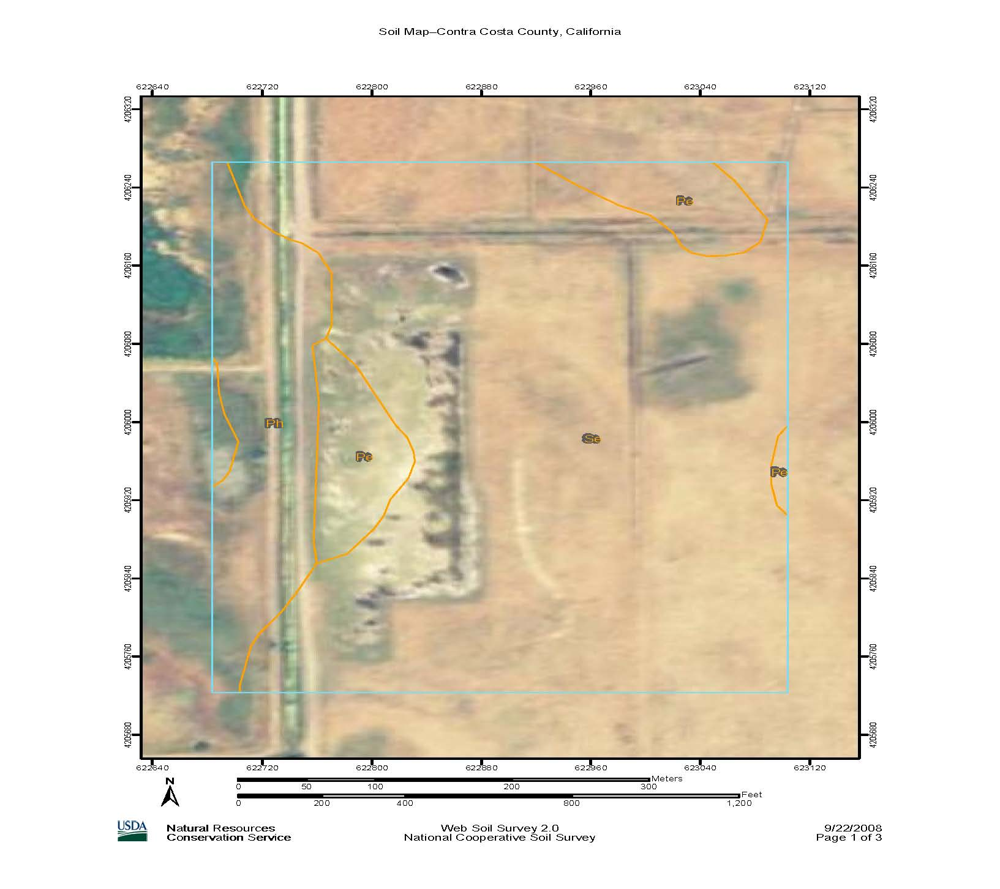 Soil Map–Contra Costa County, California
622640 622720 622800 622880 622960 623040 623120
4206320 4206320
4206240 4206240
Pe
4206160 4206160
4206080 4206080
4206000 4206000
Ph
Se
Pe
Pe
4205920 4205920
4205840 4205840
4205760 4205760
4205680 4205680
622640 622720 622800 622880 622960 623040 623120
N
Meters
0 50 100 200 300
Feet
0 200 400 800 1,200
USDA
Natural Resources
Conservation Service
Web Soil Survey 2.0
National Cooperative Soil Survey
9/22/2008
Page 1 of 3